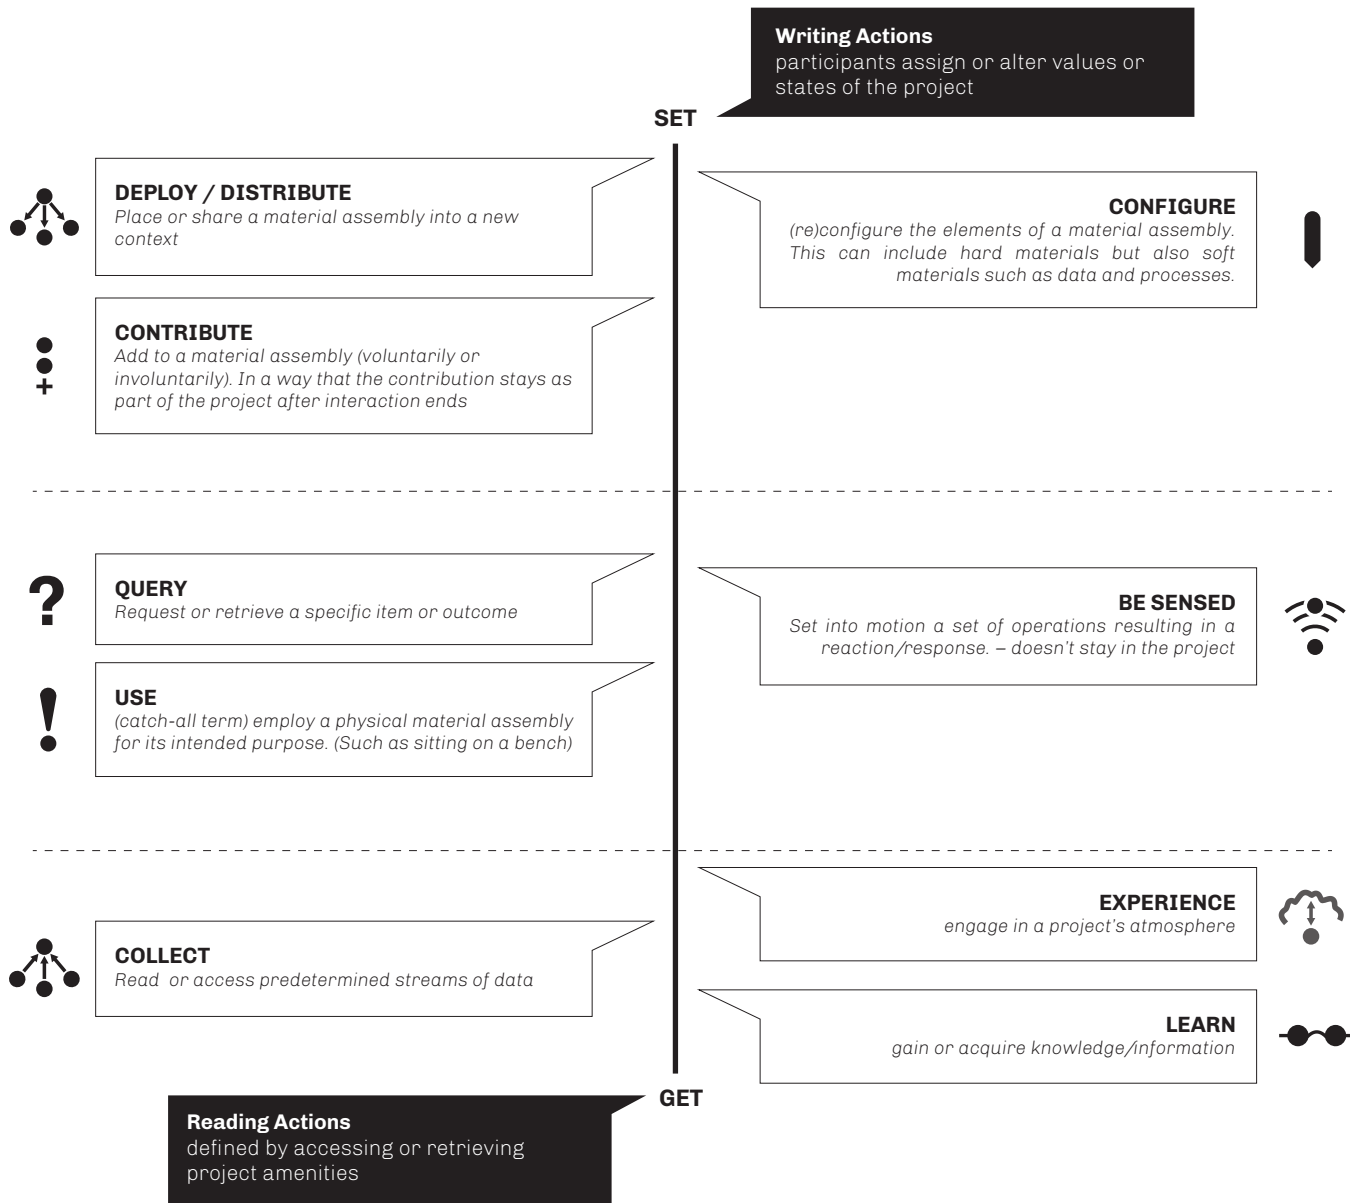 Writing Actions
participants assign or alter values or
states of the project
SET
DEPLOY / DISTRIBUTE
Place or share a material assembly into a new
context
CONFIGURE
(re)configure the elements of a material assembly.
This can include hard materials but also soft
materials such as data and processes.
CONTRIBUTE
Add to a material assembly (voluntarily or
involuntarily). In a way that the contribution stays as
part of the project after interaction ends
+
?
QUERY
Request or retrieve a specific item or outcome
BE SENSED
Set into motion a set of operations resulting in a
reaction/response. – doesn't stay in the project
!
USE
(catch-all term) employ a physical material assembly
for its intended purpose. (Such as sitting on a bench)
EXPERIENCE
engage in a project's atmosphere
COLLECT
Read or access predetermined streams of data
LEARN
gain or acquire knowledge/information
GET
Reading Actions
defined by accessing or retrieving
project amenities